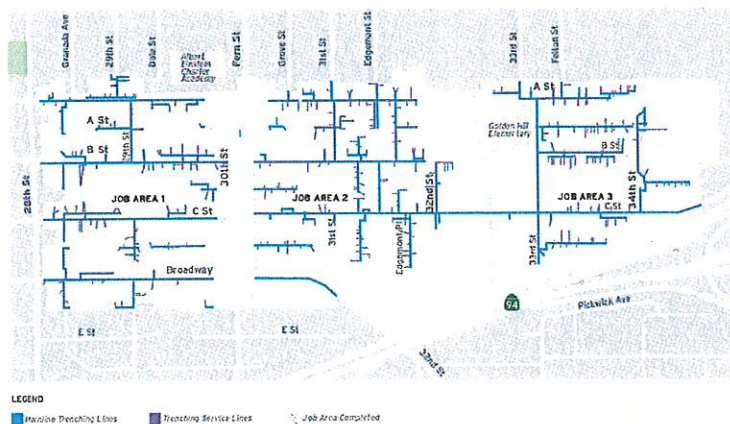 Granada Ave
29th St
Dale St
Albert
Einstein
Charter
Academy
Fern St
Grove St
31st St
Edgemont St
33rd St
Felton St
A St
A St
29th St
B St
30th St
Golden Hill
Elementary
B St
28th St
JOB AREA 1
JOB AREA 2
32nd St
JOB AREA 3
34th St
C St
C St
31st St
Edgemont Pl
33rd St
Broadway
94
Pickwick Ave
E St
E St
32nd St
LEGEND
Mainline Trenching Lines
Trenching Service Lines
Job Area Completed